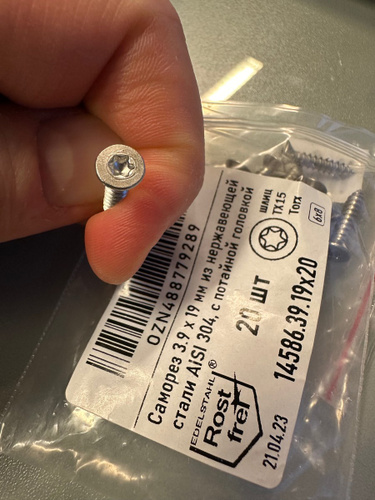 OZN488779289
Саморез 3,9 х 19 мм из нержавеющей
стали AISI 304, с потайной головкой
EDELSTAHL®
Rost
frei
20 шт
шлиц
TX15
Torx
6x8
14586.39.19x20
21.04.23